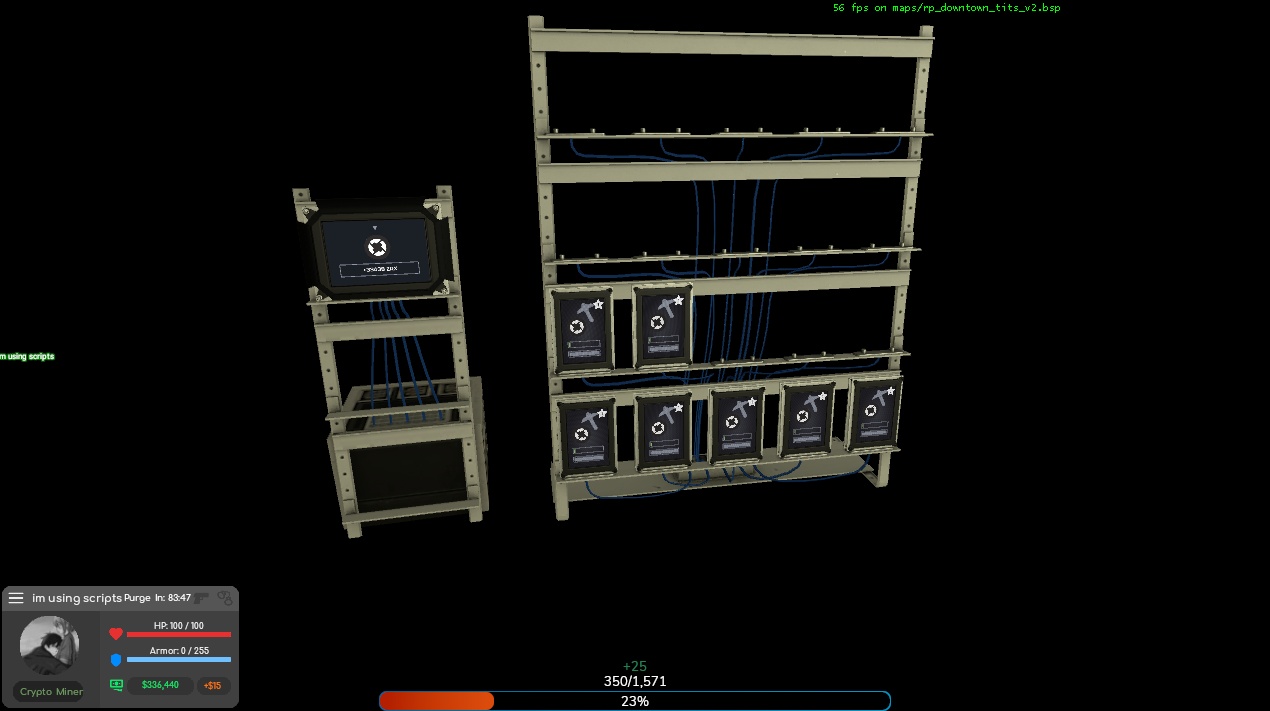 56 fps on maps/rp_downtown_tits_v2.bsp
m using scripts
im using scripts Purge In: 83:47
HP: 100 / 100
Armor: 0 / 255
Crypto Miner
$336,440 +$15
+25
350/1,571
23%